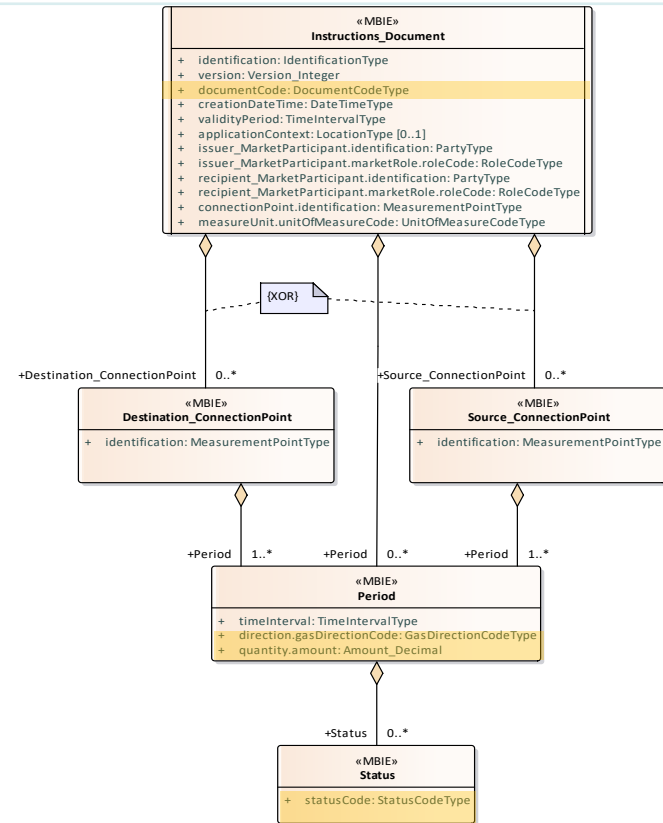 «MBIE»
Instructions_Document
+ identification: IdentificationType
+ version: Version_Integer
+ documentCode: DocumentCodeType
+ creationDateTime: DateTimeType
+ validityPeriod: TimeIntervalType
+ applicationContext: LocationType [0..1]
+ issuer_MarketParticipant.identification: PartyType
+ issuer_MarketParticipant.marketRole.roleCode: RoleCodeType
+ recipient_MarketParticipant.identification: PartyType
+ recipient_MarketParticipant.marketRole.roleCode: RoleCodeType
+ connectionPoint.identification: MeasurementPointType
+ measureUnit.unitOfMeasureCode: UnitOfMeasureCodeType
{XOR}
+Destination_ConnectionPoint 0..*
+Source_ConnectionPoint 0..*
«MBIE»
Destination_ConnectionPoint
+ identification: MeasurementPointType
«MBIE»
Source_ConnectionPoint
+ identification: MeasurementPointType
+Period 1..*
+Period 0..*
+Period 1..*
«MBIE»
Period
+ timeInterval: TimeIntervalType
+ direction.gasDirectionCode: GasDirectionCodeType
+ quantity.amount: Amount_Decimal
+Status 0..*
«MBIE»
Status
+ statusCode: StatusCodeType